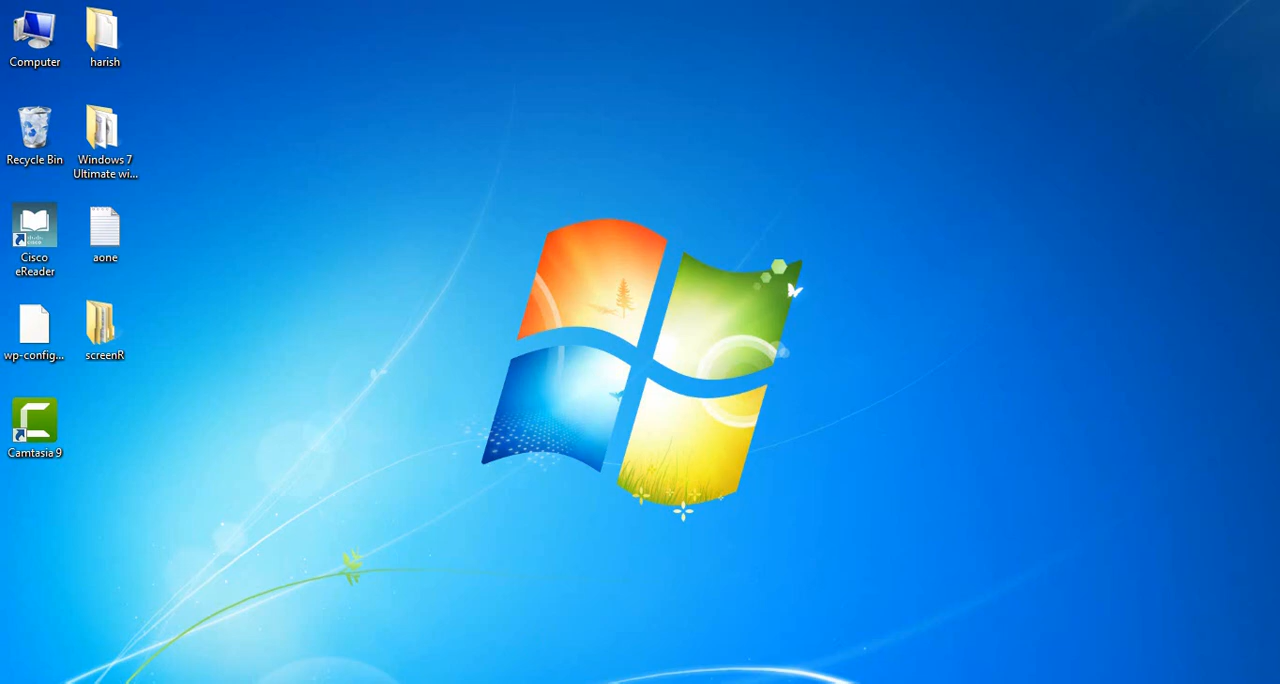 Computer
harish
Recycle Bin
Windows 7
Ultimate wi...
Cisco
eReader
aone
wp-config...
screenR
Camtasia 9